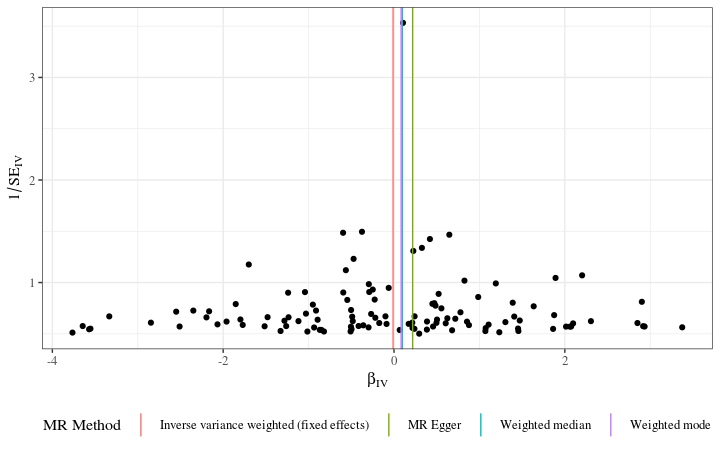 3
2
1
1/SE_IV
-4
-2
0
2
β_IV
MR Method
Inverse variance weighted (fixed effects)
MR Egger
Weighted median
Weighted mode